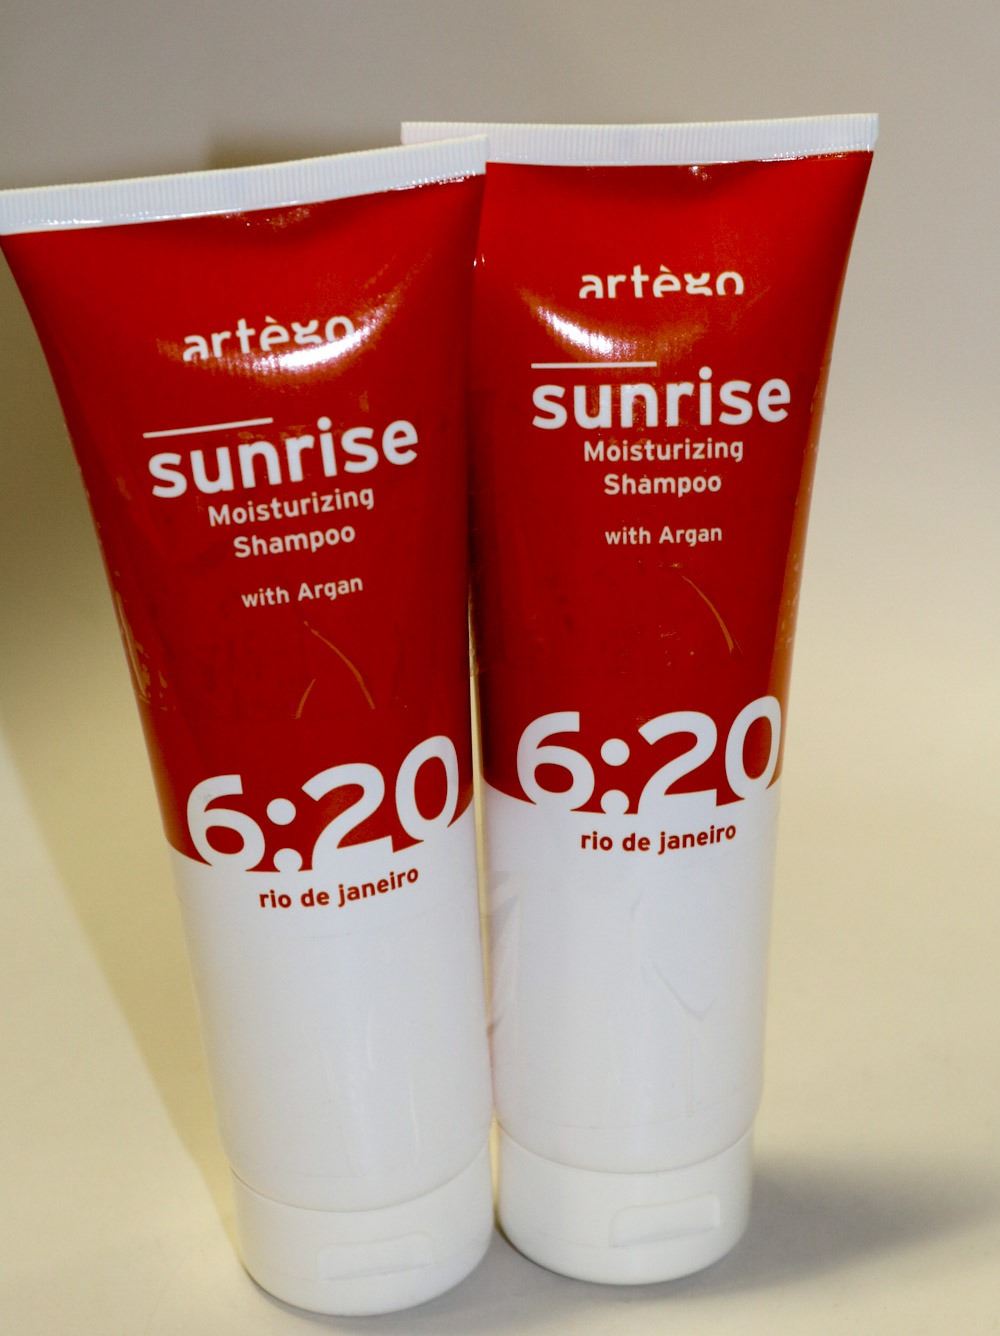 artègo
sunrise
Moisturizing
Shampoo
with Argan
6:20
rio de janeiro
artègo
sunrise
Moisturizing
Shampoo
with Argan
6:20
rio de janeiro